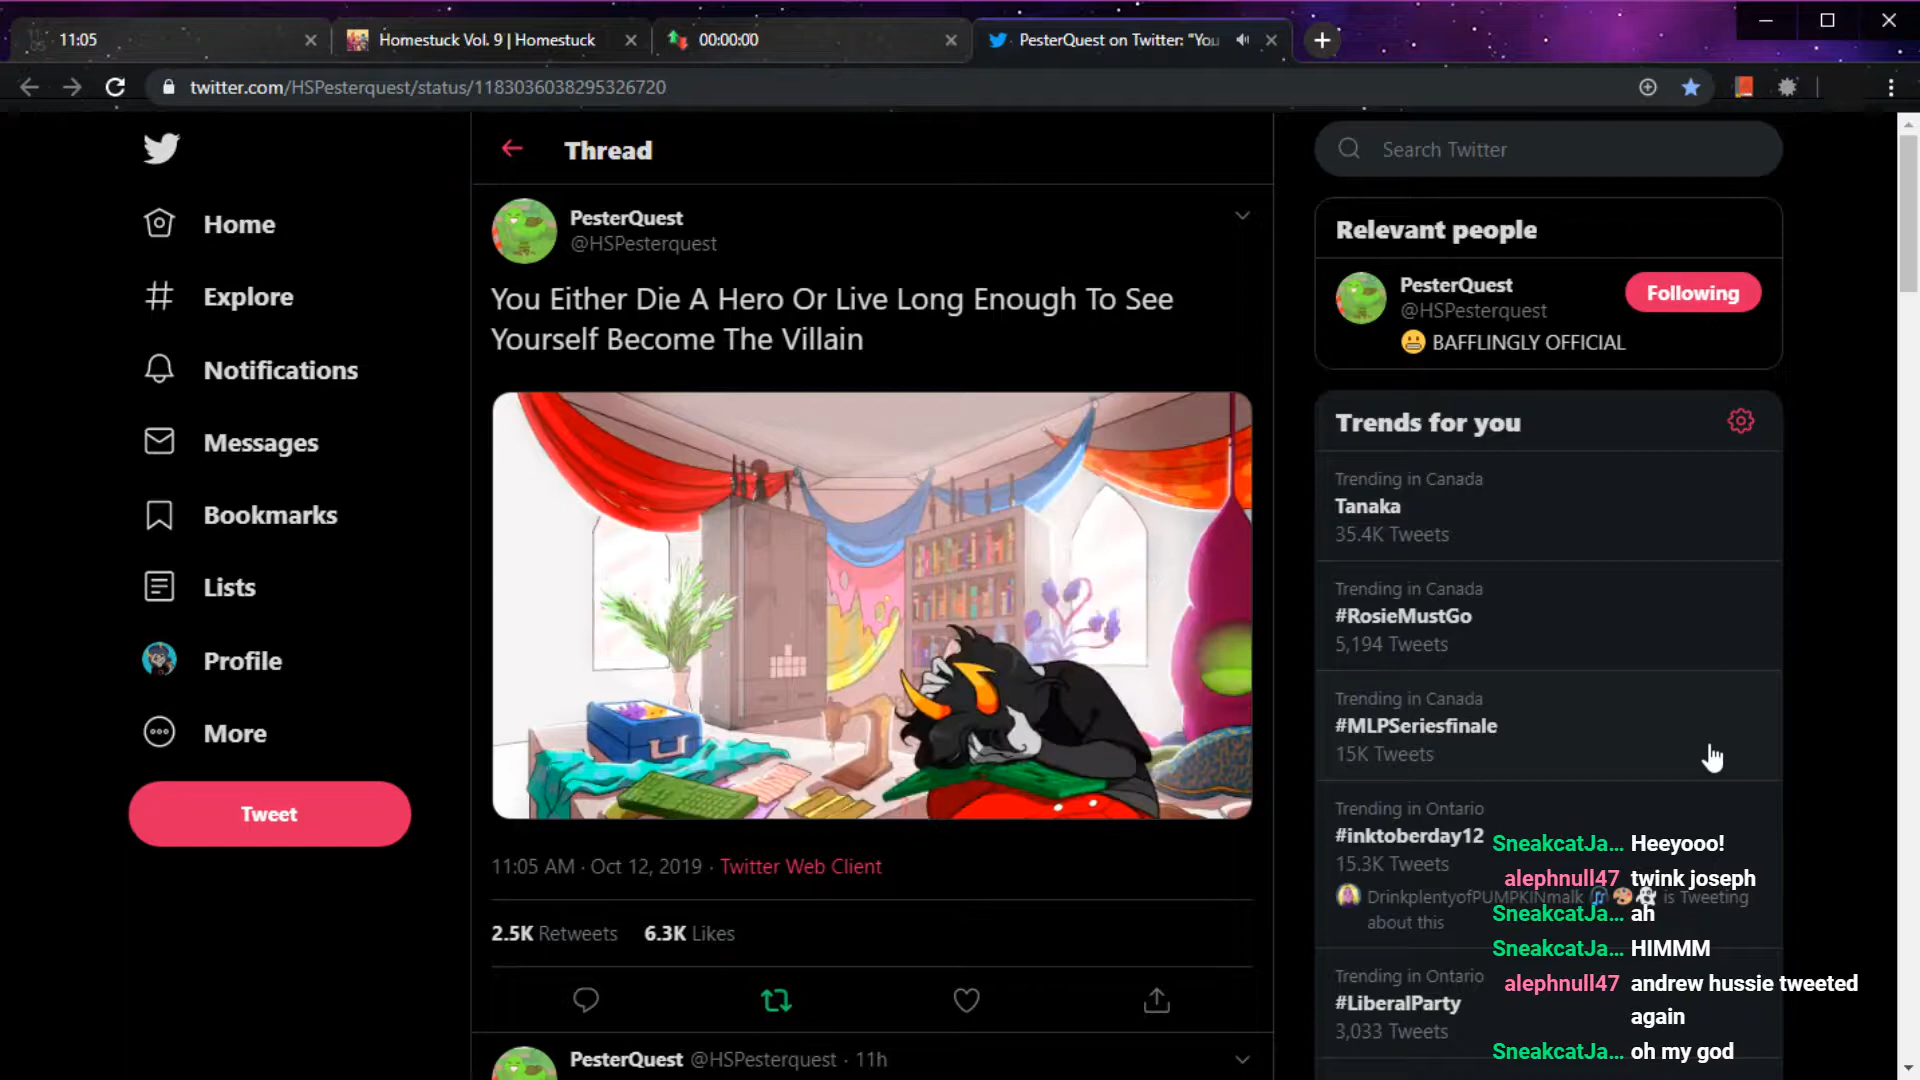 11:05
Homestuck Vol. 9 | Homestuck
00:00:00
PesterQuest on Twitter: "You
twitter.com/HSPesterquest/status/1183036038295326720
Home
Explore
Notifications
Messages
Bookmarks
Lists
Profile
More
Tweet
Thread
PesterQuest
@HSPesterquest
You Either Die A Hero Or Live Long Enough To See
Yourself Become The Villain
11:05 AM · Oct 12, 2019 · Twitter Web Client
2.5K Retweets 6.3K Likes
PesterQuest @HSPesterquest · 11h
Search Twitter
Relevant people
PesterQuest
@HSPesterquest
Following
😬 BAFFLINGLY OFFICIAL
Trends for you
Trending in Canada
Tanaka
35.4K Tweets
Trending in Canada
#RosieMustGo
5,194 Tweets
Trending in Canada
#MLPSeriesfinale
15K Tweets
Trending in Ontario
#inktoberday12
15.3K Tweets
DrinkplentyofPUMPKINmalk is Tweeting
about this
Trending in Ontario
#LiberalParty
3,033 Tweets
SneakcatJa... Heeyooo!
alephnull47 twink joseph
SneakcatJa... ah
SneakcatJa... HIMMM
alephnull47 andrew hussie tweeted
again
SneakcatJa... oh my god